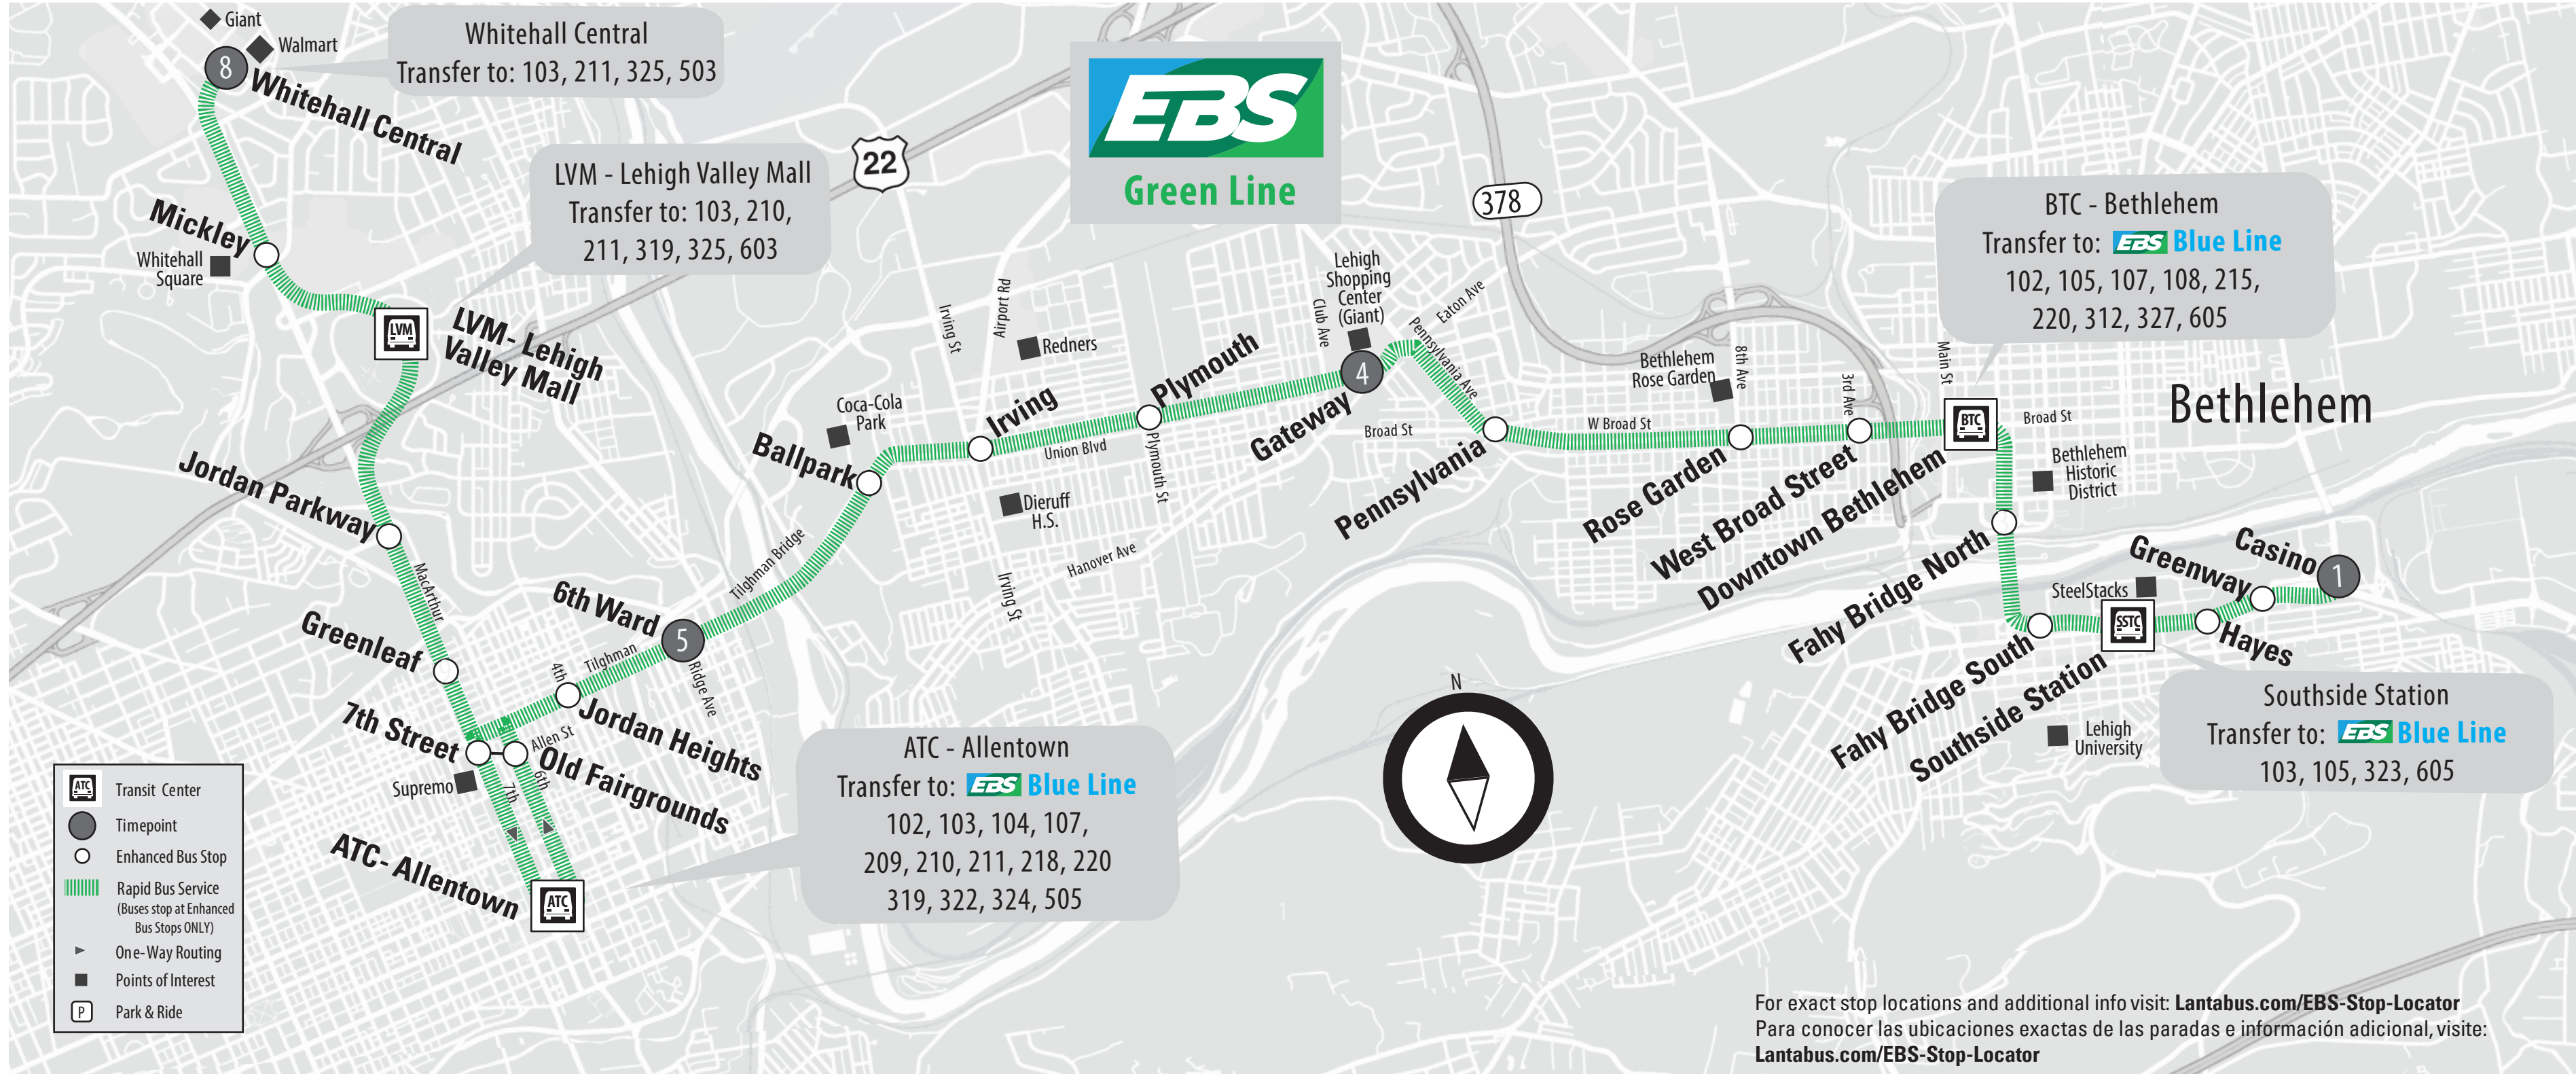 Giant
Walmart
8
Whitehall Central
Whitehall Central
Transfer to: 103, 211, 325, 503
EBS
Green Line
22
378
LVM - Lehigh Valley Mall
Transfer to: 103, 210,
211, 319, 325, 603
BTC - Bethlehem
Transfer to: EBS Blue Line
102, 105, 107, 108, 215,
220, 312, 327, 605
Mickley
Whitehall
Square
LVM
LVM- Lehigh
Valley Mall
Irving St
Airport Rd
Redners
Coca-Cola
Park
Ballpark
Irving
Union Blvd
Plymouth
Plymouth St
Dieruff
H.S.
Hanover Ave
Irving St
Lehigh
Shopping
Center
(Giant)
Club Ave
4
Gateway
Eaton Ave
Pennsylvania Ave
Broad St
Pennsylvania
W Broad St
Bethlehem
Rose Garden
8th Ave
3rd Ave
Main St
Rose Garden
West Broad Street
BTC
Downtown Bethlehem
Broad St
Bethlehem
Bethlehem
Historic
District
Fahy Bridge North
Fahy Bridge South
SteelStacks
SSTC
Southside Station
Hayes
Greenway
Casino
1
Lehigh
University
Southside Station
Transfer to: EBS Blue Line
103, 105, 323, 605
Jordan Parkway
MacArthur
Greenleaf
6th Ward
5
Tilghman Bridge
Tilghman
4th
Ridge Ave
Jordan Heights
7th Street
Allen St
Old Fairgrounds
Supremo
7th
6th
ATC- Allentown
ATC
ATC - Allentown
Transfer to: EBS Blue Line
102, 103, 104, 107,
209, 210, 211, 218, 220
319, 322, 324, 505
N
ATC
Transit Center
Timepoint
Enhanced Bus Stop
Rapid Bus Service
(Buses stop at Enhanced
Bus Stops ONLY)
One-Way Routing
Points of Interest
P
Park & Ride
For exact stop locations and additional info visit: Lantabus.com/EBS-Stop-Locator
Para conocer las ubicaciones exactas de las paradas e información adicional, visite:
Lantabus.com/EBS-Stop-Locator